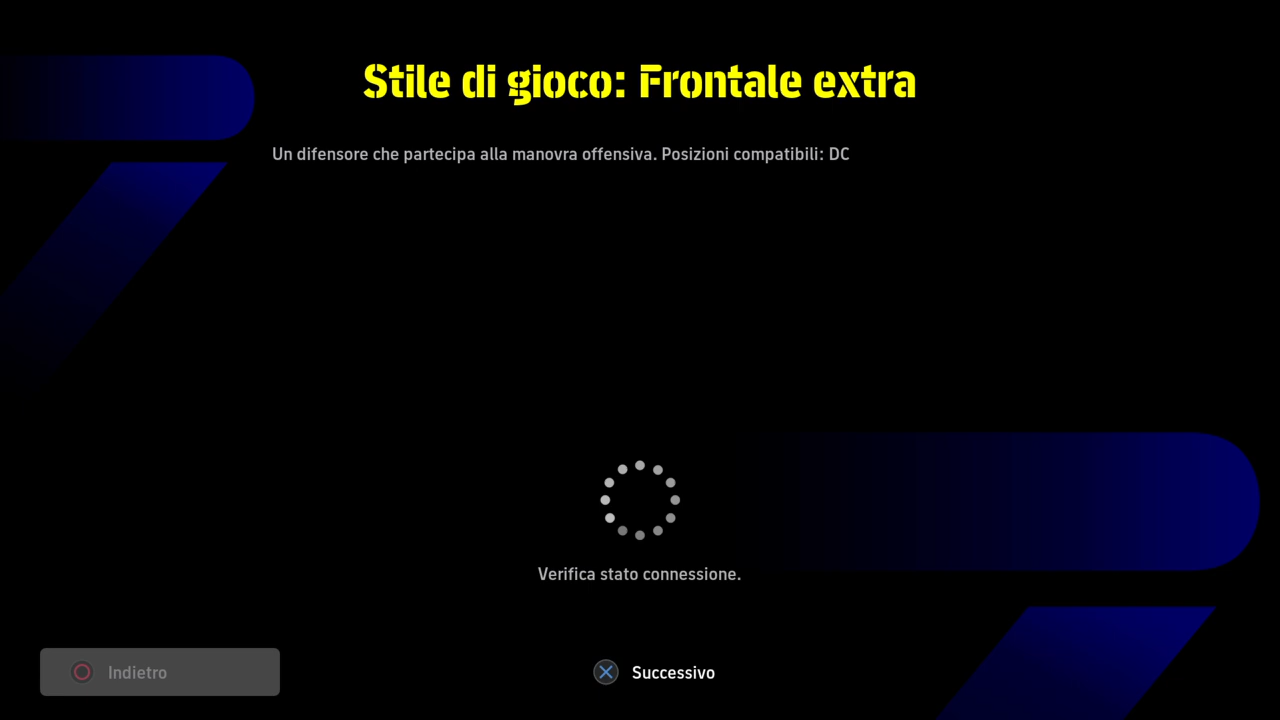 Stile di gioco: Frontale extra
Un difensore che partecipa alla manovra offensiva. Posizioni compatibili: DC
Verifica stato connessione.
Indietro
Successivo